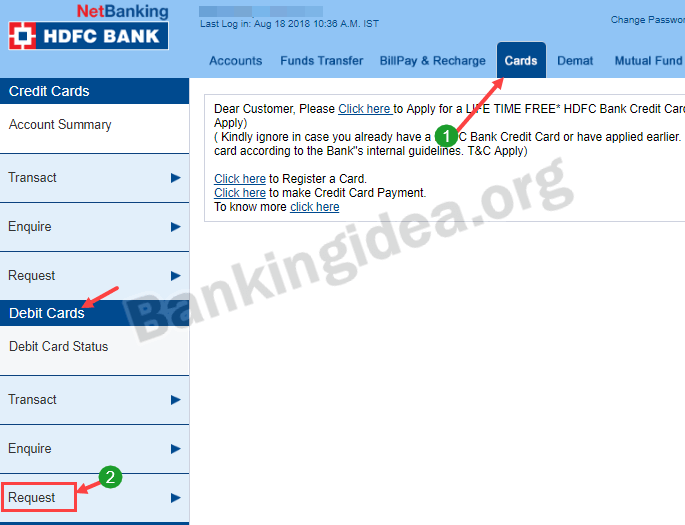 NetBanking
HDFC BANK
Last Log in: Aug 18 2018 10:36 A.M. IST
Change Passwo
Accounts Funds Transfer BillPay & Recharge Cards Demat Mutual Fund
Credit Cards
Account Summary
Transact
Enquire
Request
Debit Cards
Debit Card Status
Transact
Enquire
Request
Dear Customer, Please Click here to Apply for a LIFE TIME FREE* HDFC Bank Credit Card
Apply)
( Kindly ignore in case you already have a C Bank Credit Card or have applied earlier.
card according to the Bank"s internal guidelines. T&C Apply)
Click here to Register a Card.
Click here to make Credit Card Payment.
To know more click here
1
2
Bankingidea.org